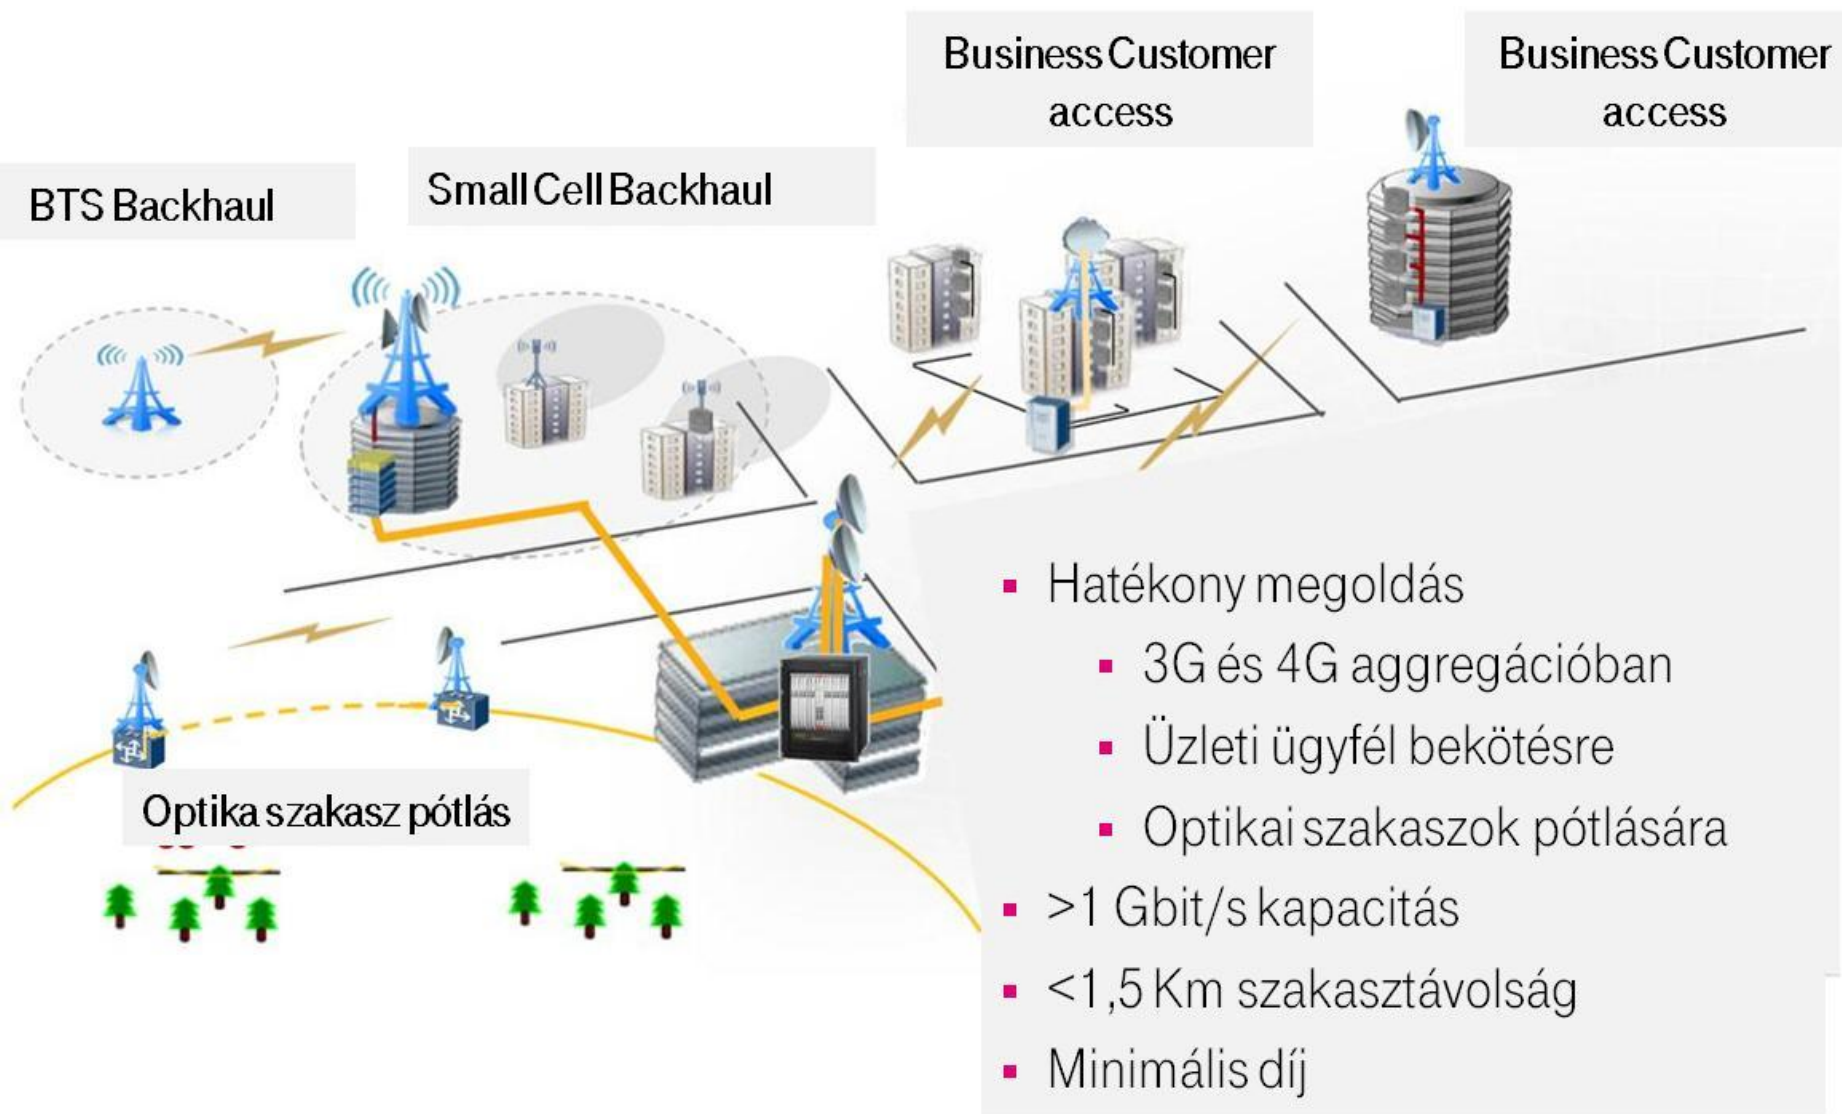 Business Customer
access
Business Customer
access
BTS Backhaul
Small Cell Backhaul
Optika szakasz pótlás
Hatékony megoldás
3G és 4G aggregációban
Üzleti ügyfél bekötésre
Optikai szakaszok pótlására
>1 Gbit/s kapacitás
<1,5 Km szakasztávolság
Minimális díj